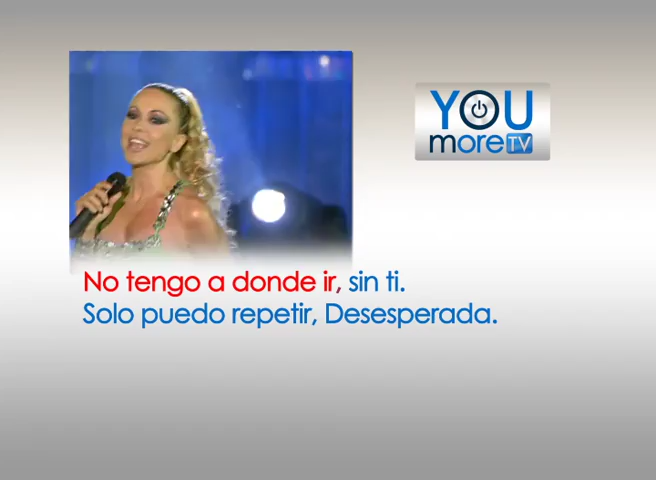 YOU
moreTV
No tengo a donde ir, sin ti.
Solo puedo repetir, Desesperada.